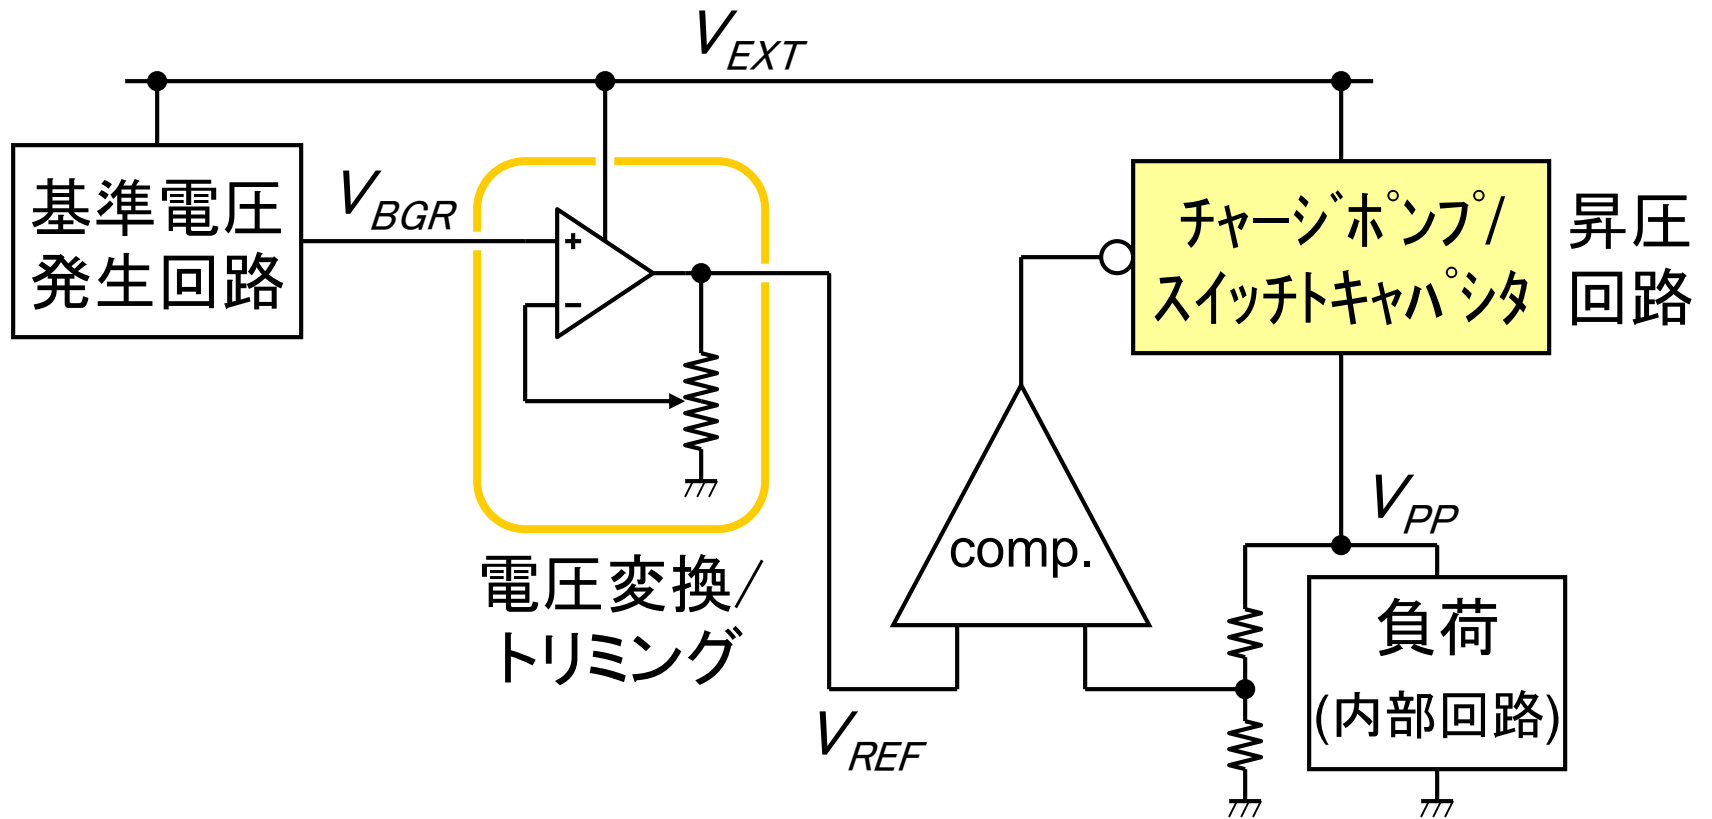 V_EXT
基準電圧
発生回路
V_BGR
+
−
電圧変換/
トリミング
V_REF
comp.
チャージポンプ/
スイッチトキャパシタ
昇圧
回路
V_PP
負荷
(内部回路)